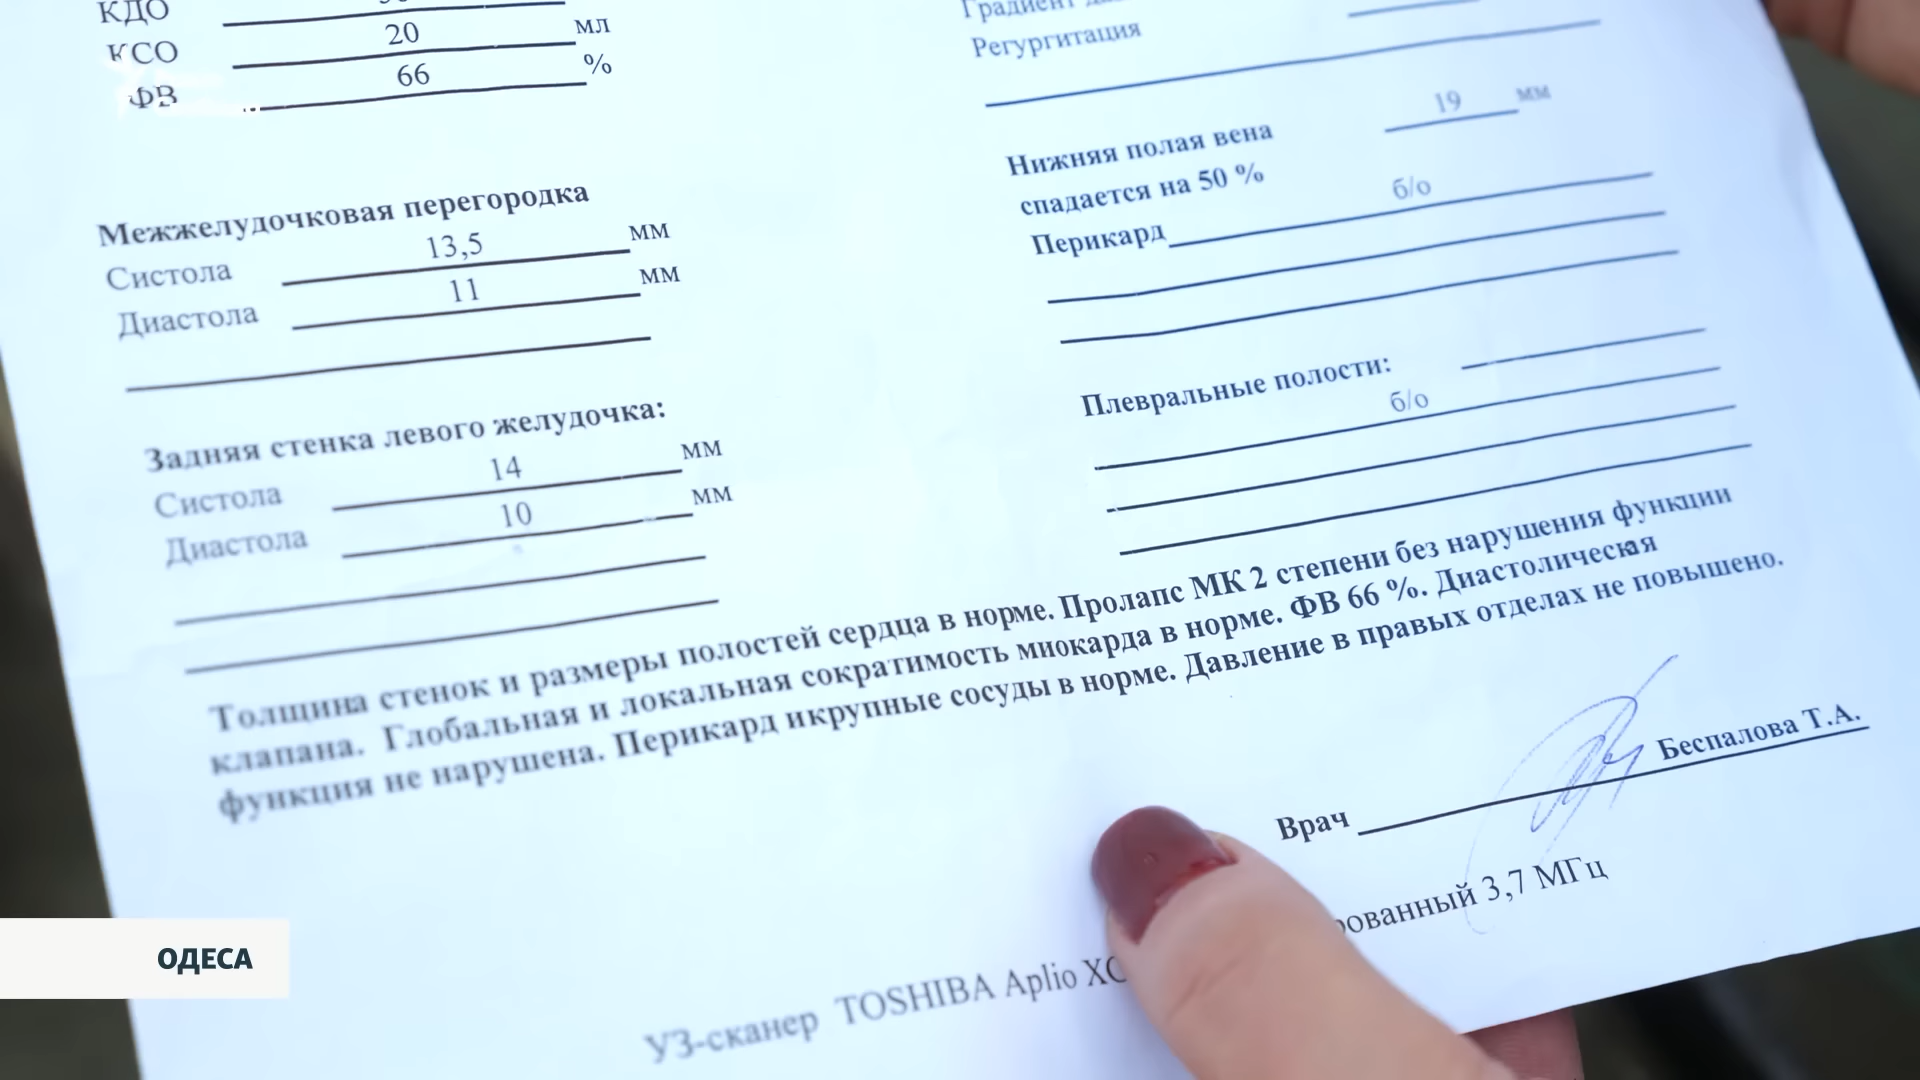 КДО
КСО 20 мл
ФВ 66 %
Межжелудочковая перегородка
Систола 13,5 мм
Диастола 11 мм
Задняя стенка левого желудочка:
Систола 14 мм
Диастола 10 мм
Градиент
Регургитация
Нижняя полая вена 19 мм
спадается на 50 %
Перикард б/о
Плевральные полости:
б/о
Толщина стенок и размеры полостей сердца в норме. Пролапс МК 2 степени без нарушения функции
клапана. Глобальная и локальная сократимость миокарда в норме. ФВ 66 %. Диастолическая
функция не нарушена. Перикард икрупные сосуды в норме. Давление в правых отделах не повышено.
Врач Беспалова Т.А.
УЗ-сканер TOSHIBA Aplio рованный 3,7 МГц
ОДЕСА